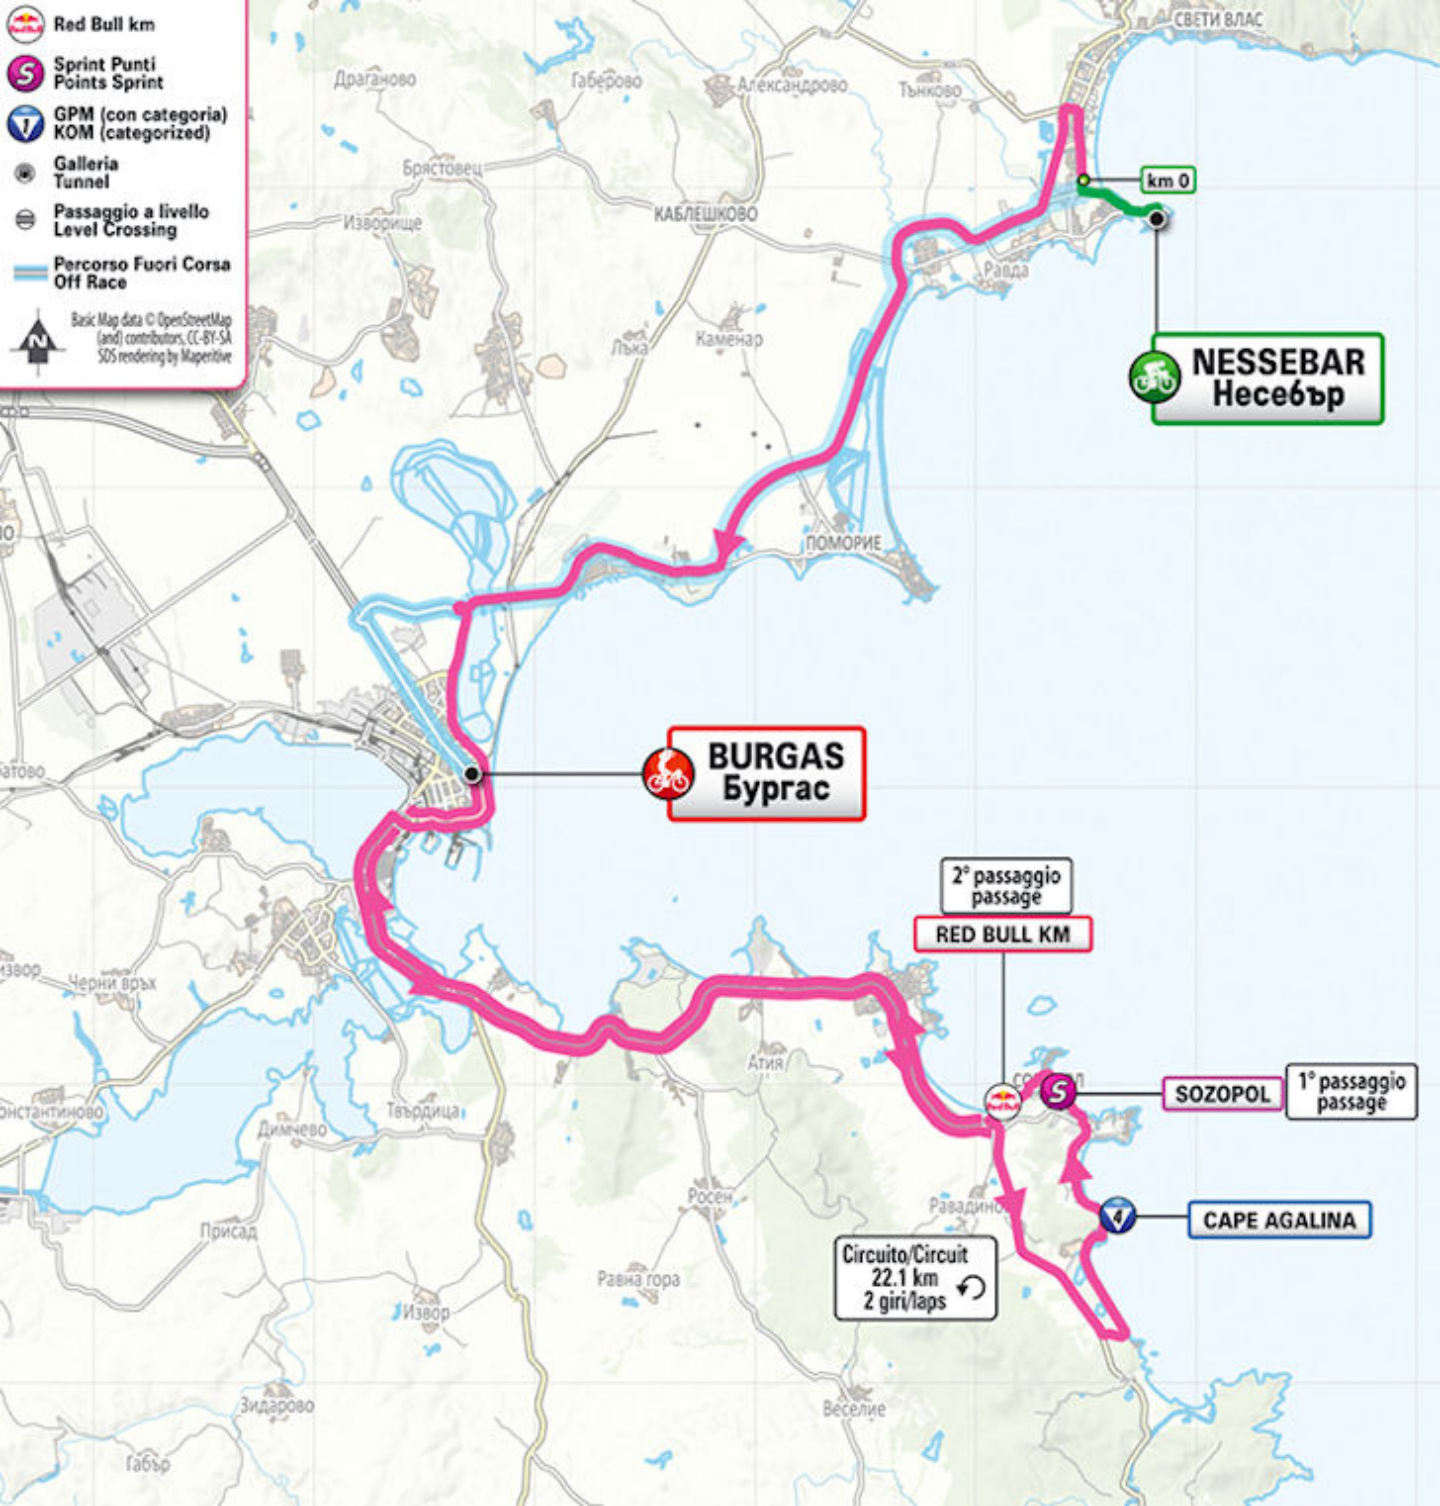 Red Bull km
Sprint Punti
Points Sprint
GPM (con categoria)
KOM (categorized)
Galleria
Tunnel
Passaggio a livello
Level Crossing
Percorso Fuori Corsa
Off Race
Basic Map data © OpenStreetMap
(and) contributors, CC-BY-SA
SDS rendering by Maperitive
N
СВЕТИ ВЛАС
Драганово
Габерово
Александрово
Тънково
Брястовец
km 0
Изворище
КАБЛЕШКОВО
Равда
Лъка
Каменар
NESSEBAR
Несебър
ПОМОРИЕ
BURGAS
Бургас
2° passaggio
passage
RED BULL KM
Черни връх
Атия
S
SOZOPOL
1° passaggio
passage
Твърдица
Димчево
Росен
Равадино
4
CAPE AGALINA
Присад
Circuito/Circuit
22.1 km
2 giri/laps
Равна гора
Извор
Зидарово
Веселие
Габър